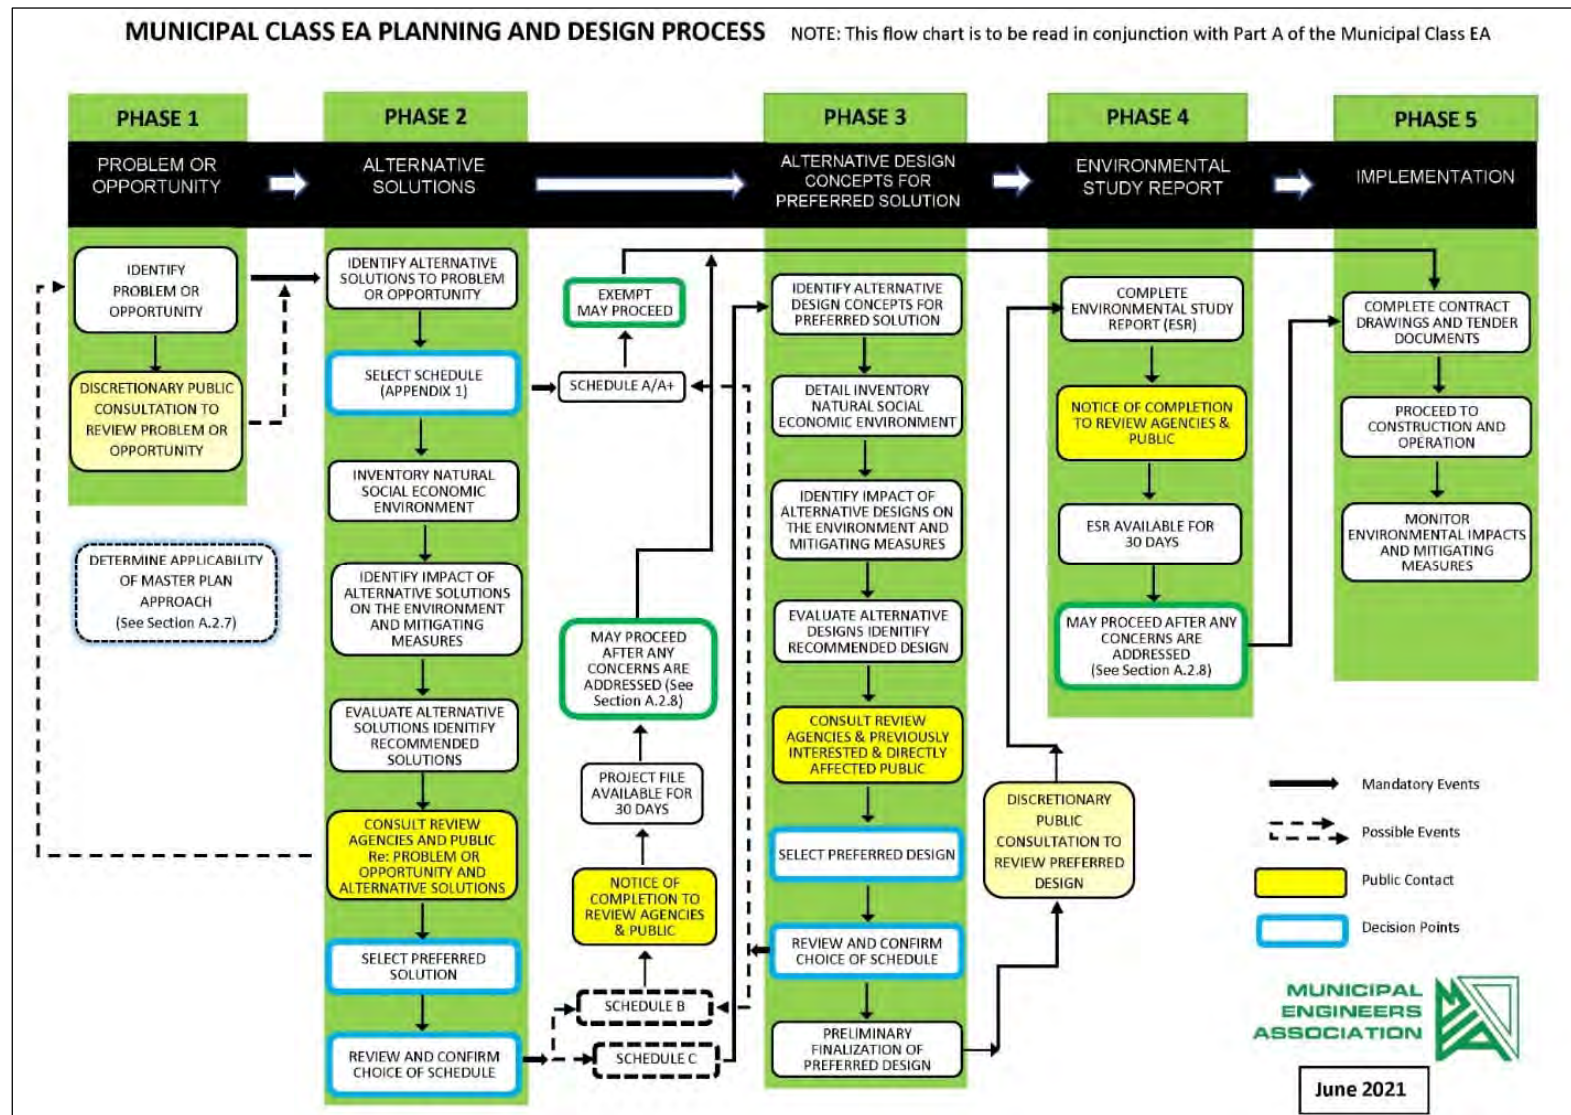 MUNICIPAL CLASS EA PLANNING AND DESIGN PROCESS
NOTE: This flow chart is to be read in conjunction with Part A of the Municipal Class EA
PHASE 1
PROBLEM OR
OPPORTUNITY
IDENTIFY
PROBLEM OR
OPPORTUNITY
DISCRETIONARY PUBLIC
CONSULTATION TO
REVIEW PROBLEM OR
OPPORTUNITY
DETERMINE APPLICABILITY
OF MASTER PLAN
APPROACH
(See Section A.2.7)
PHASE 2
ALTERNATIVE
SOLUTIONS
IDENTIFY ALTERNATIVE
SOLUTIONS TO PROBLEM
OR OPPORTUNITY
SELECT SCHEDULE
(APPENDIX 1)
INVENTORY NATURAL
SOCIAL ECONOMIC
ENVIRONMENT
IDENTIFY IMPACT OF
ALTERNATIVE SOLUTIONS
ON THE ENVIRONMENT
AND MITIGATING
MEASURES
EVALUATE ALTERNATIVE
SOLUTIONS IDENTIFY
RECOMMENDED
SOLUTIONS
CONSULT REVIEW
AGENCIES AND PUBLIC
Re: PROBLEM OR
OPPORTUNITY AND
ALTERNATIVE SOLUTIONS
SELECT PREFERRED
SOLUTION
REVIEW AND CONFIRM
CHOICE OF SCHEDULE
EXEMPT
MAY PROCEED
SCHEDULE A/A+
MAY PROCEED
AFTER ANY
CONCERNS ARE
ADDRESSED (See
Section A.2.8)
PROJECT FILE
AVAILABLE FOR
30 DAYS
NOTICE OF
COMPLETION TO
REVIEW AGENCIES
& PUBLIC
SCHEDULE B
SCHEDULE C
PHASE 3
ALTERNATIVE DESIGN
CONCEPTS FOR
PREFERRED SOLUTION
IDENTIFY ALTERNATIVE
DESIGN CONCEPTS FOR
PREFERRED SOLUTION
DETAIL INVENTORY
NATURAL SOCIAL
ECONOMIC ENVIRONMENT
IDENTIFY IMPACT OF
ALTERNATIVE DESIGNS ON
THE ENVIRONMENT AND
MITIGATING MEASURES
EVALUATE ALTERNATIVE
DESIGNS IDENITIFY
RECOMMENDED DESIGN
CONSULT REVIEW
AGENCIES & PREVIOUSLY
INTERESTED & DIRECTLY
AFFECTED PUBLIC
SELECT PREFERRED DESIGN
REVIEW AND CONFIRM
CHOICE OF SCHEDULE
PRELIMINARY
FINALIZATION OF
PREFERRED DESIGN
DISCRETIONARY
PUBLIC
CONSULTATION TO
REVIEW PREFERRED
DESIGN
PHASE 4
ENVIRONMENTAL
STUDY REPORT
COMPLETE
ENVIRONMENTAL STUDY
REPORT (ESR)
NOTICE OF COMPLETION
TO REVIEW AGENCIES &
PUBLIC
ESR AVAILABLE FOR
30 DAYS
MAY PROCEED AFTER ANY
CONCERNS ARE
ADDRESSED
(See Section A.2.8)
PHASE 5
IMPLEMENTATION
COMPLETE CONTRACT
DRAWINGS AND TENDER
DOCUMENTS
PROCEED TO
CONSTRUCTION AND
OPERATION
MONITOR
ENVIRONMENTAL IMPACTS
AND MITIGATING
MEASURES
Mandatory Events
Possible Events
Public Contact
Decision Points
MUNICIPAL
ENGINEERS
ASSOCIATION
June 2021